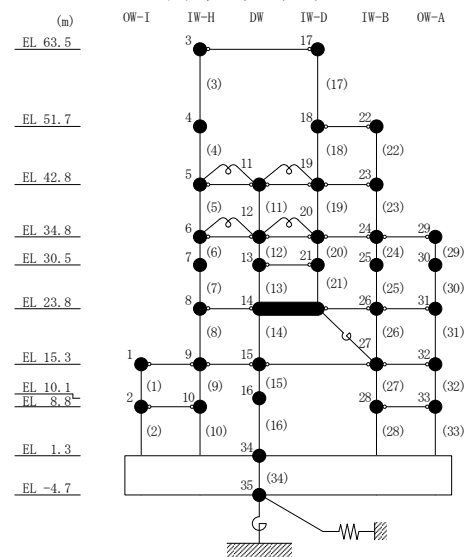 (m) OW-I IW-H DW IW-D IW-B OW-A
EL 63.5 3 17
(3) (17)
EL 51.7 4 18 22
(4) 11 19 (18) (22)
EL 42.8 5 23
(5) (11) (19) (23)
12 20
EL 34.8 6 24 29
(6) (12) (20) (24) (29)
EL 30.5 7 13 21 25 30
(7) (13) (21) (25) (30)
EL 23.8 8 14 26 31
(8) (14) (26) (31)
27
EL 15.3 1 9 15 32
(1) (9) (15) (27) (32)
EL 10.1 16
EL 8.8 2 10 28 33
(2) (10) (16) (28) (33)
EL 1.3 34
(34)
EL -4.7 35